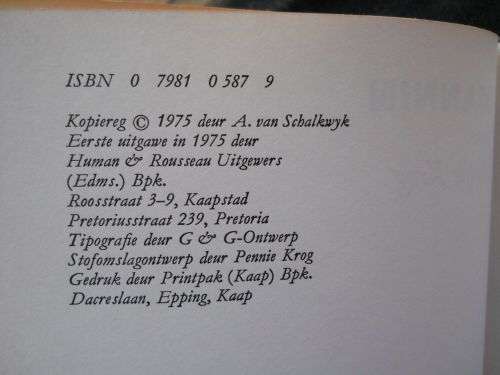 ISBN 0 7981 0 587 9
Kopiereg © 1975 deur A. van Schalkwyk
Eerste uitgawe in 1975 deur
Human & Rousseau Uitgewers
(Edms.) Bpk.
Roosstraat 3–9, Kaapstad
Pretoriusstraat 239, Pretoria
Tipografie deur G & G-Ontwerp
Stofomslagontwerp deur Pennie Krog
Gedruk deur Printpak (Kaap) Bpk.
Dacreslaan, Epping, Kaap